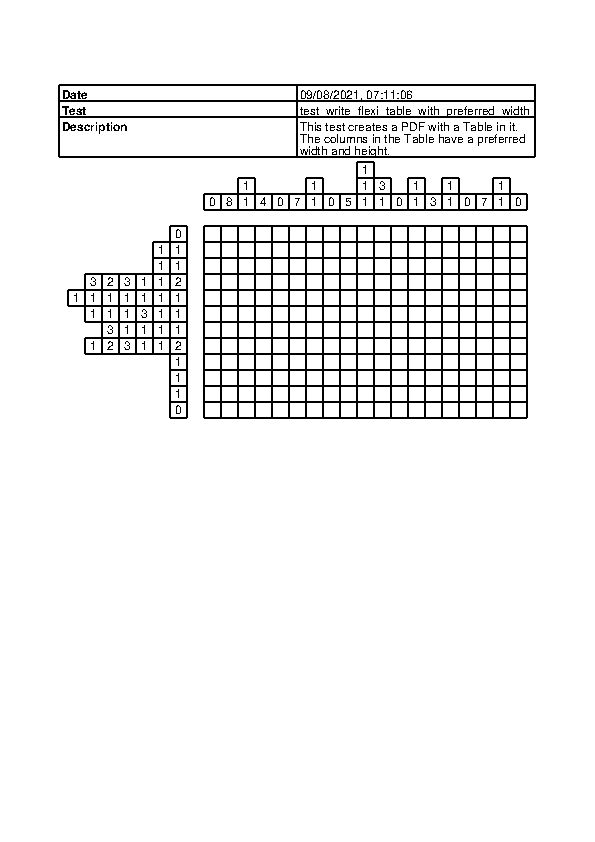 Date 09/08/2021, 07:11:06
Test test_write_flexi_table_with_preferred_width
Description This test creates a PDF with a Table in it.
The columns in the Table have a preferred
width and height.
1
1 1 1 3 1 1 1
0 8 1 4 0 7 1 0 5 1 1 0 1 3 1 0 7 1 0
0
1 1
1 1
3 2 3 1 1 2
1 1 1 1 1 1 1
1 1 1 3 1 1
3 1 1 1 1
1 2 3 1 1 2
1
1
1
0